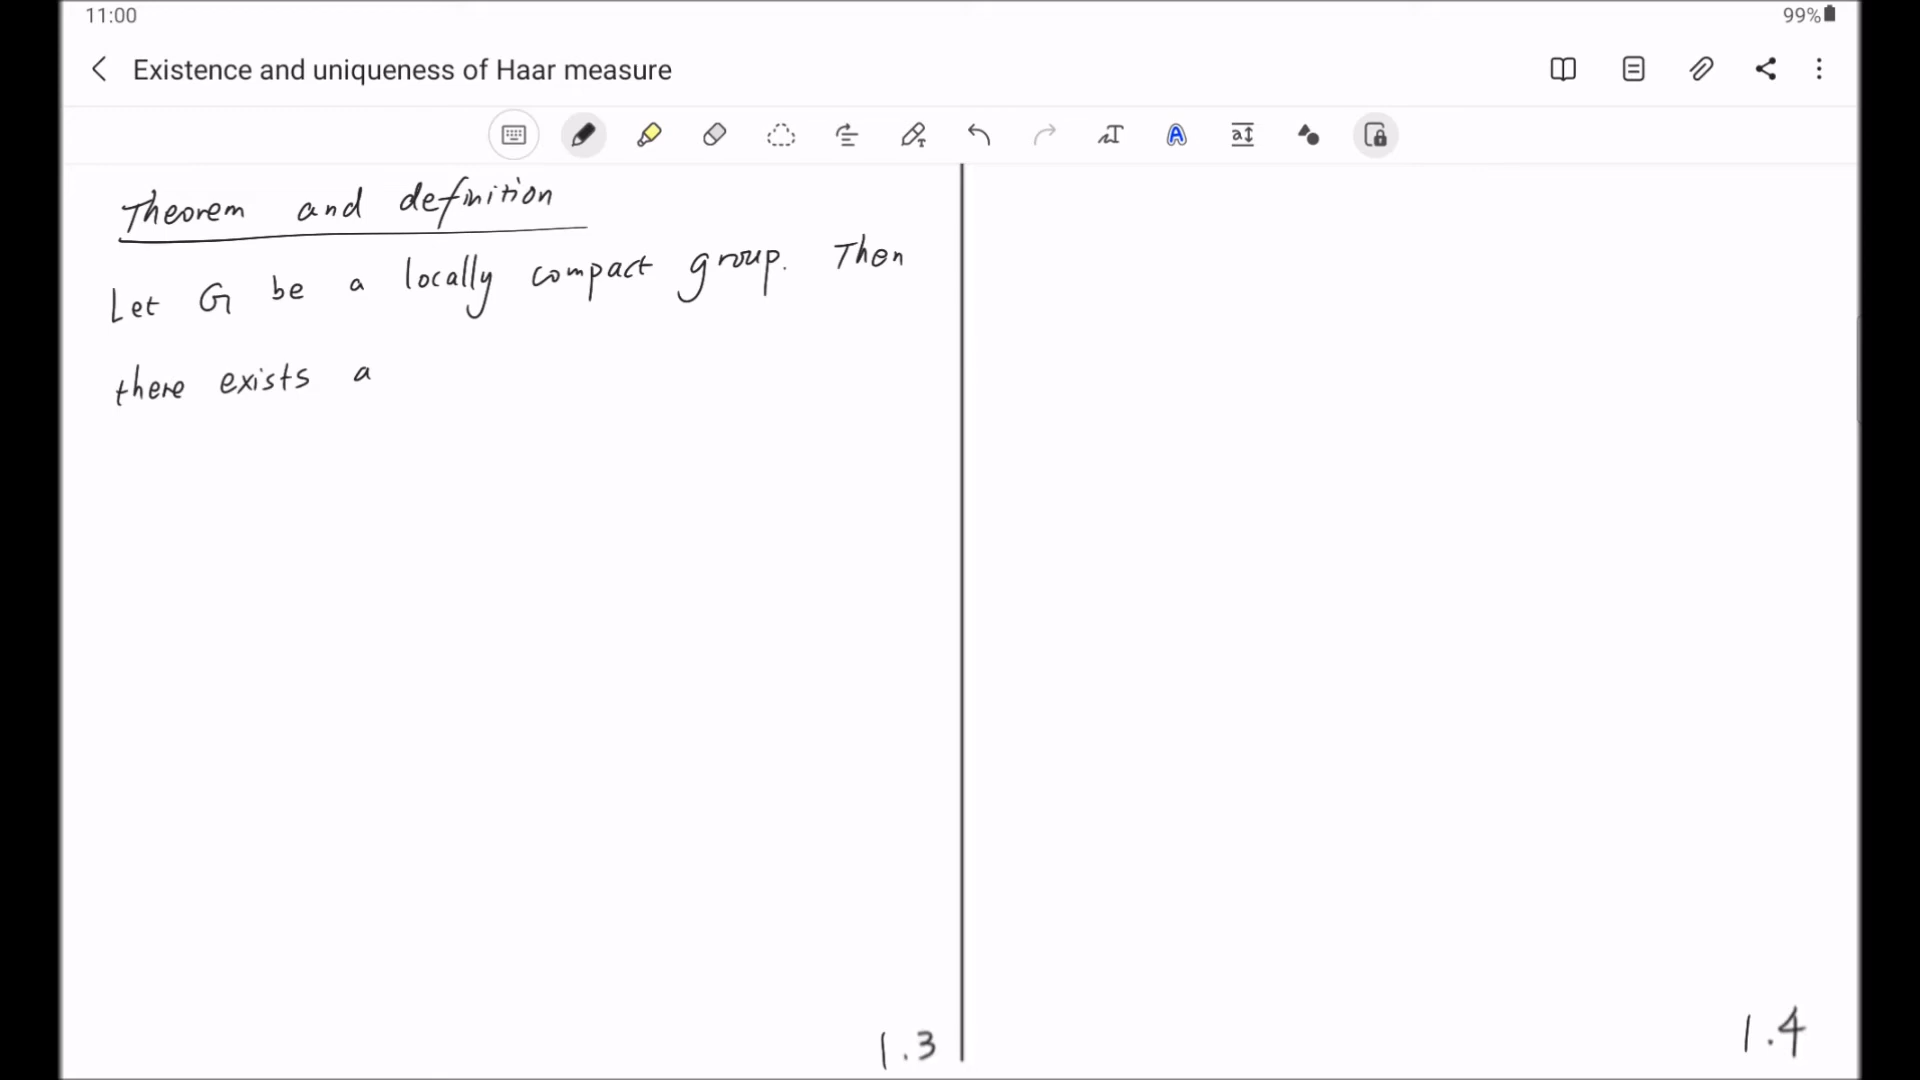 11:00
99%
Existence and uniqueness of Haar measure
Theorem and definition
Let G be a locally compact group. Then
there exists a
1.3
1.4